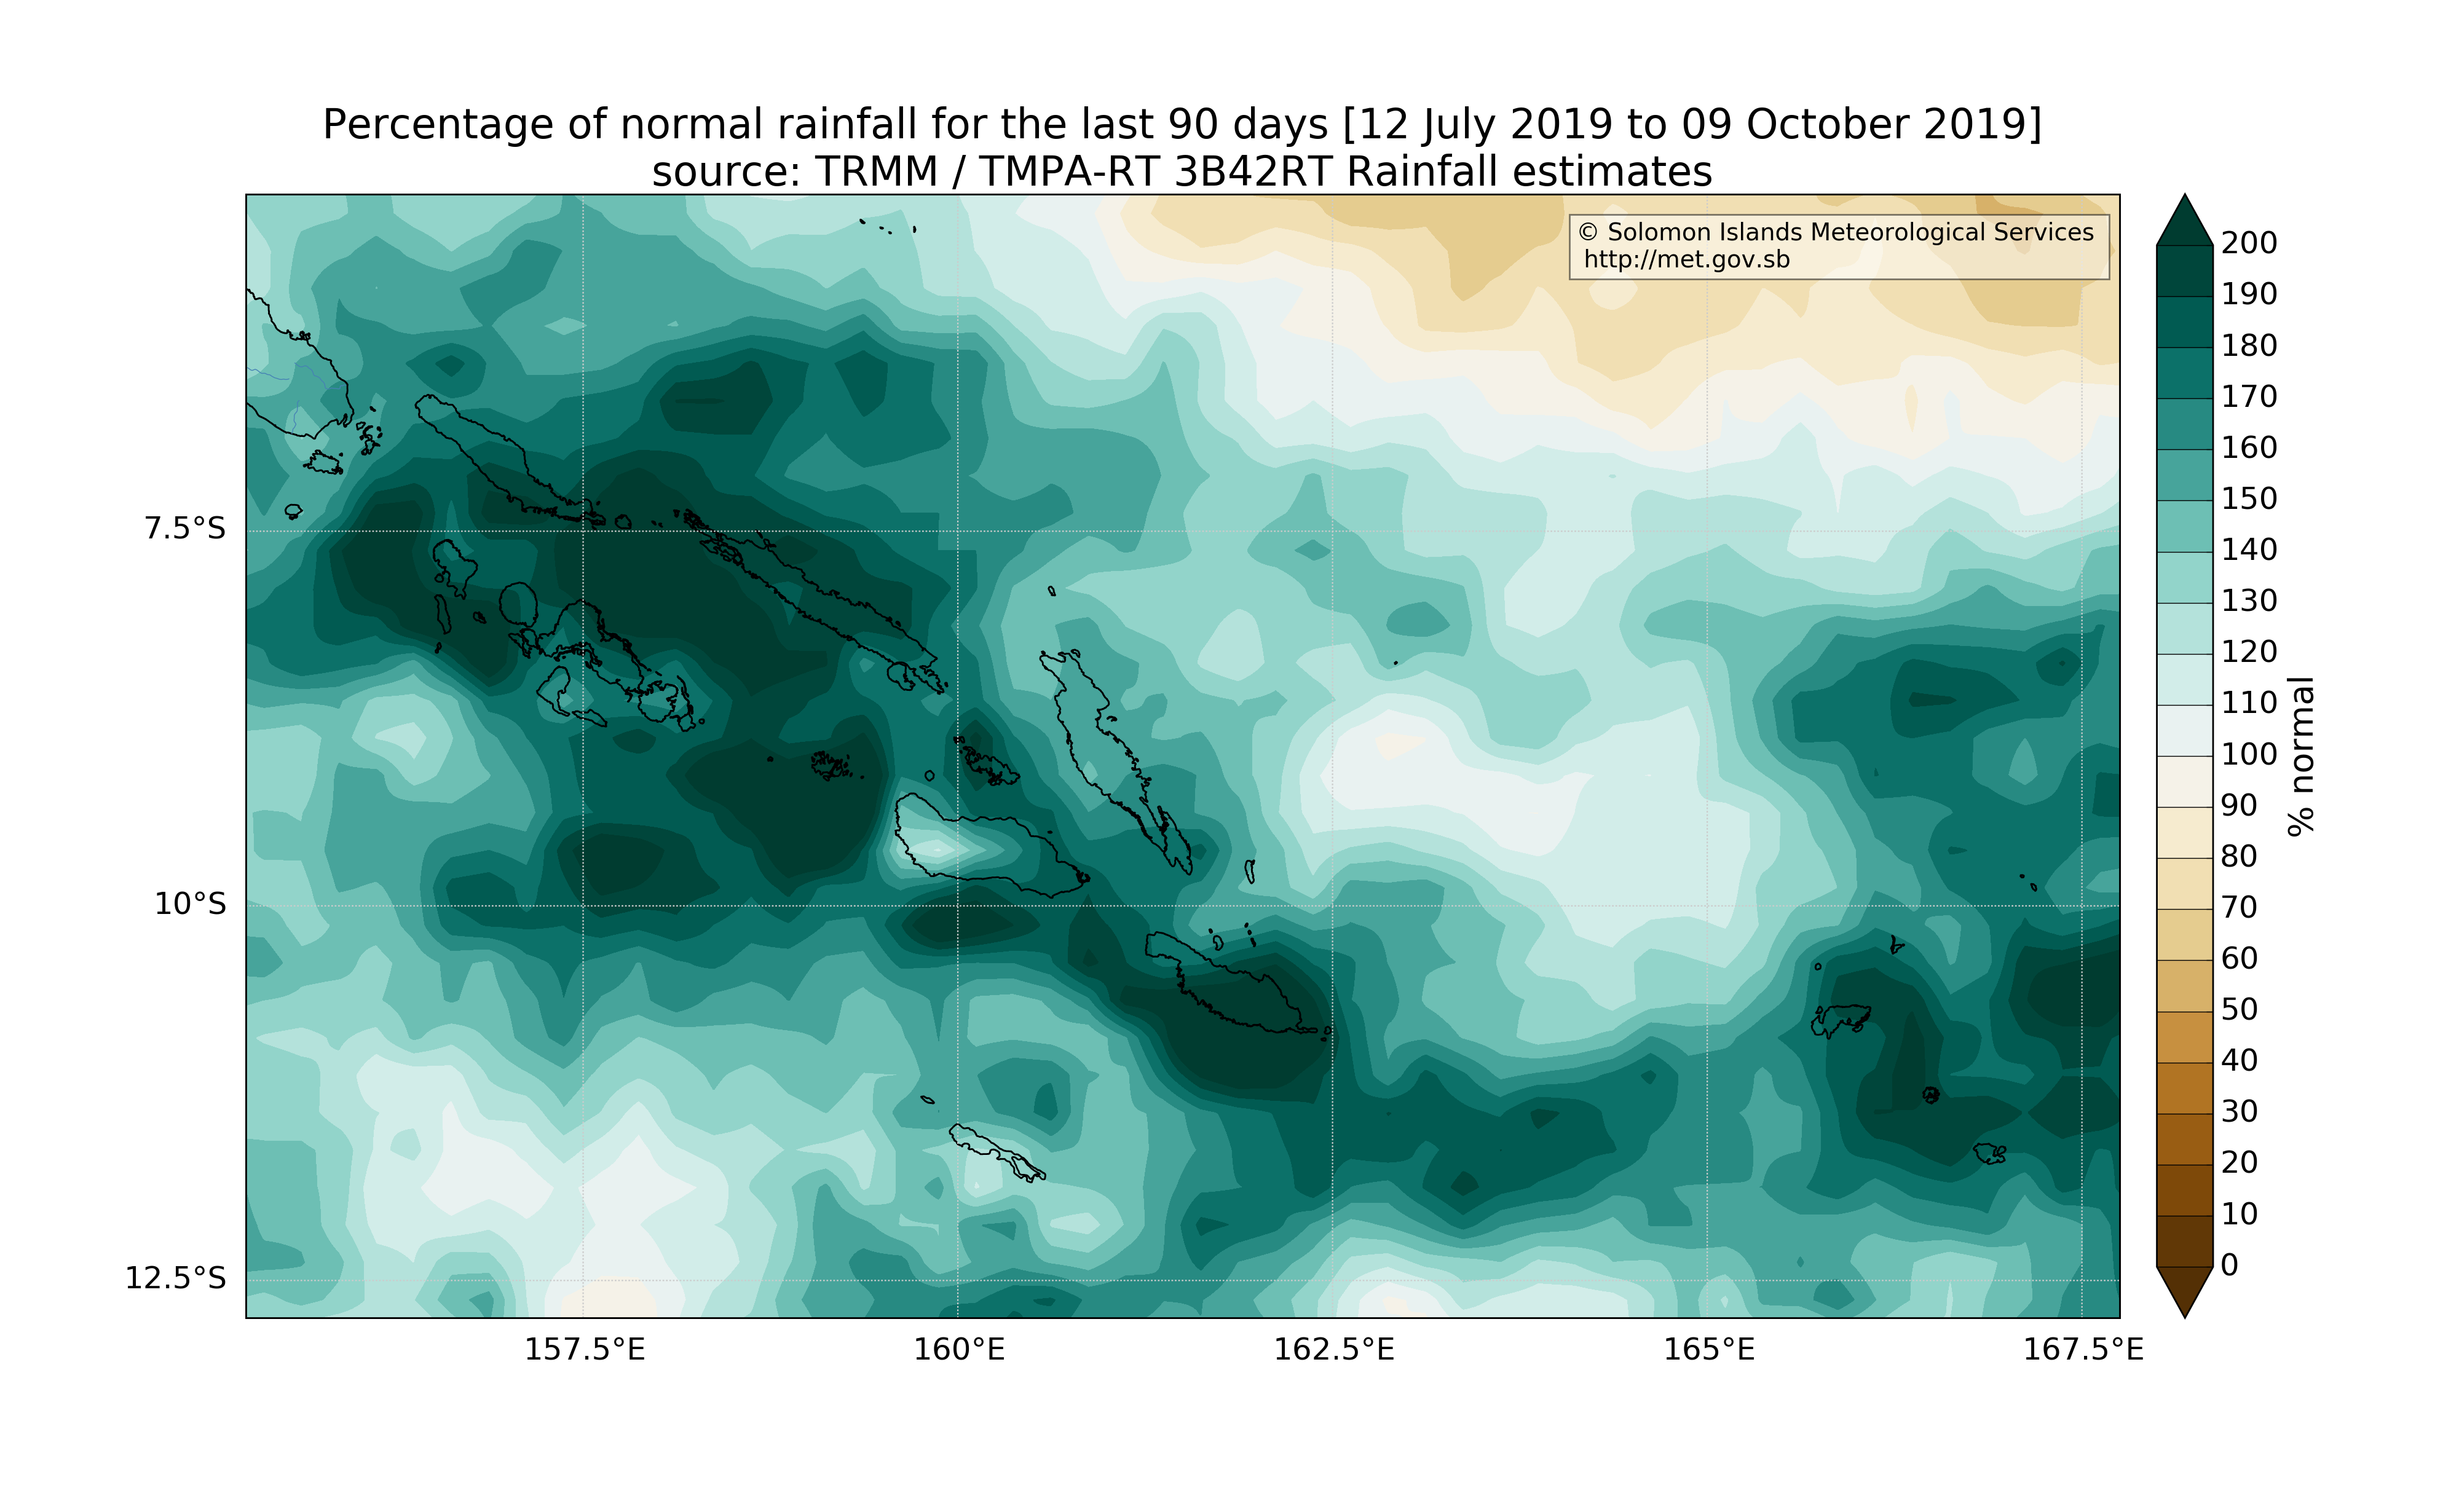 Percentage of normal rainfall for the last 90 days [12 July 2019 to 09 October 2019]
source: TRMM / TMPA-RT 3B42RT Rainfall estimates
© Solomon Islands Meteorological Services
http://met.gov.sb
7.5°S
10°S
12.5°S
157.5°E
160°E
162.5°E
165°E
167.5°E
200
190
180
170
160
150
140
130
120
110
100
90
80
70
60
50
40
30
20
10
0
% normal